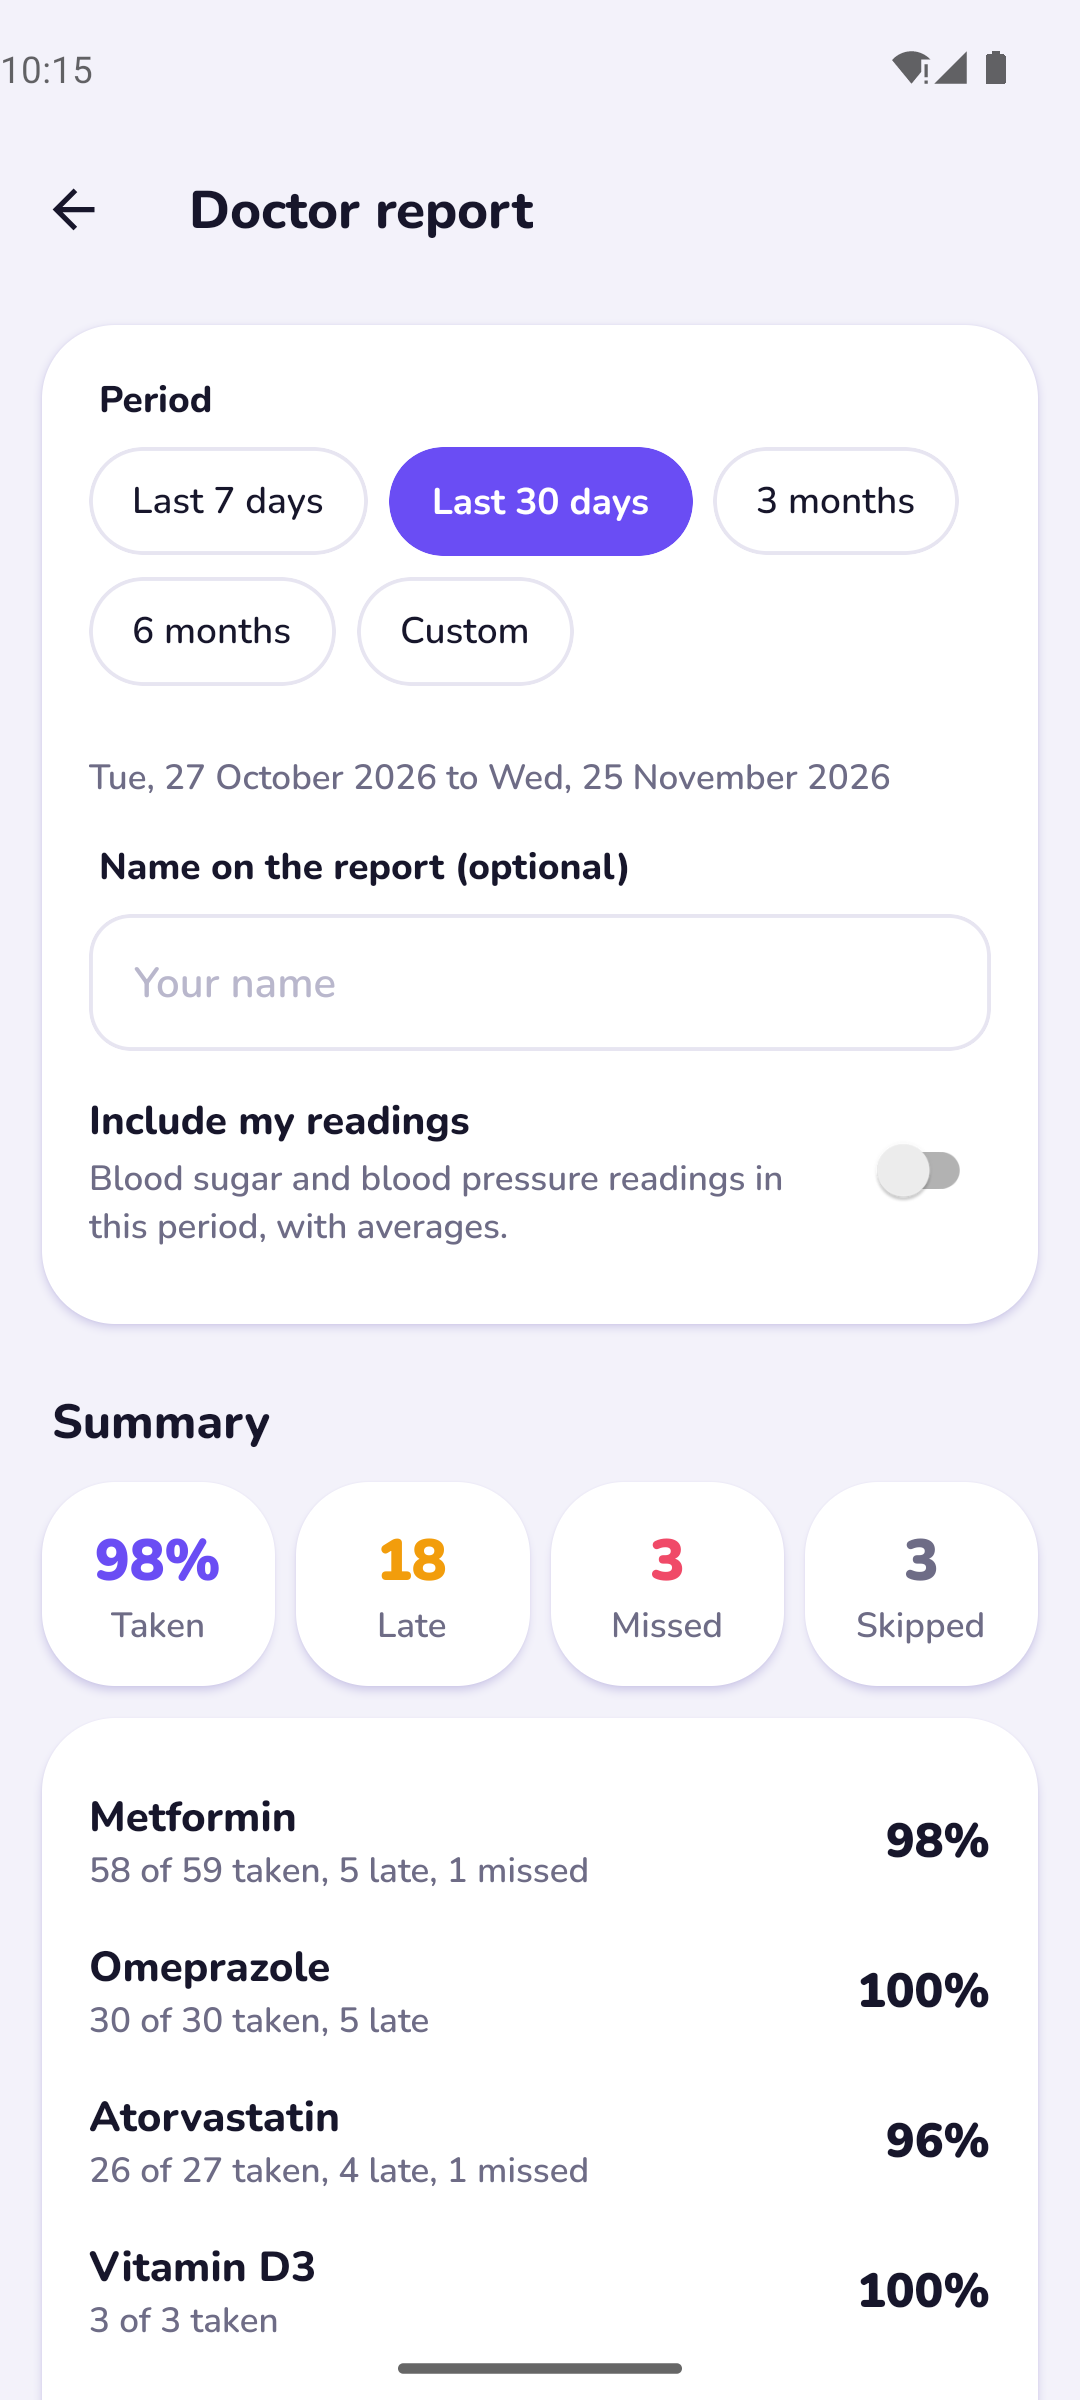 10:15
Doctor report
Period
Last 7 days
Last 30 days
3 months
6 months
Custom
Tue, 27 October 2026 to Wed, 25 November 2026
Name on the report (optional)
Your name
Include my readings
Blood sugar and blood pressure readings in
this period, with averages.
Summary
98%
Taken
18
Late
3
Missed
3
Skipped
Metformin
58 of 59 taken, 5 late, 1 missed
98%
Omeprazole
30 of 30 taken, 5 late
100%
Atorvastatin
26 of 27 taken, 4 late, 1 missed
96%
Vitamin D3
3 of 3 taken
100%